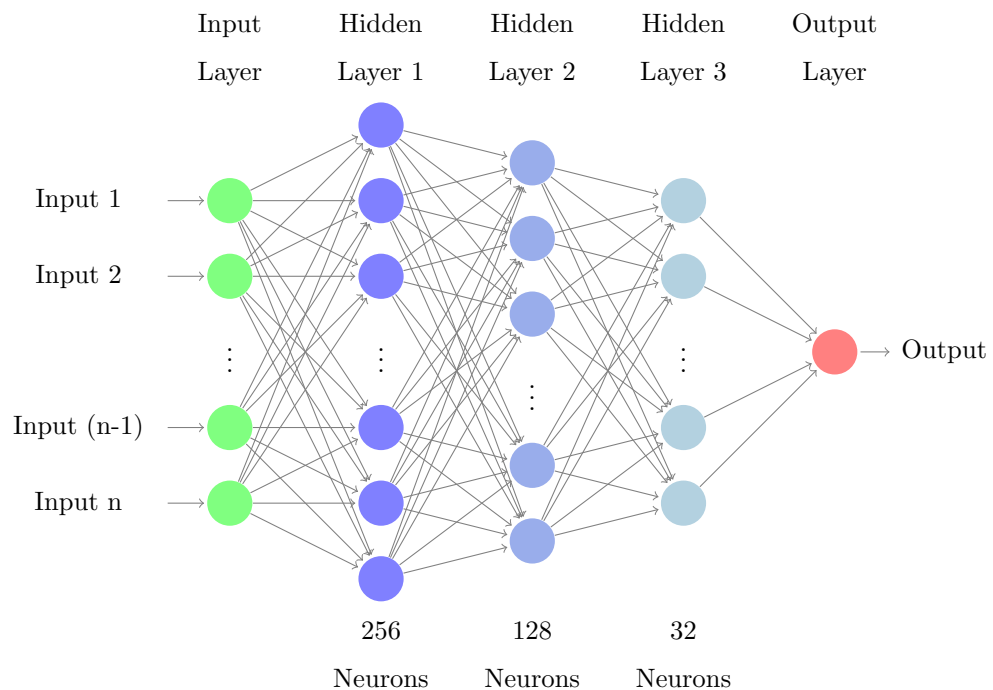 Input Hidden Hidden Hidden Output
Layer Layer 1 Layer 2 Layer 3 Layer
Input 1
Input 2
Input (n-1)
Input n
Output
256 128 32
Neurons Neurons Neurons